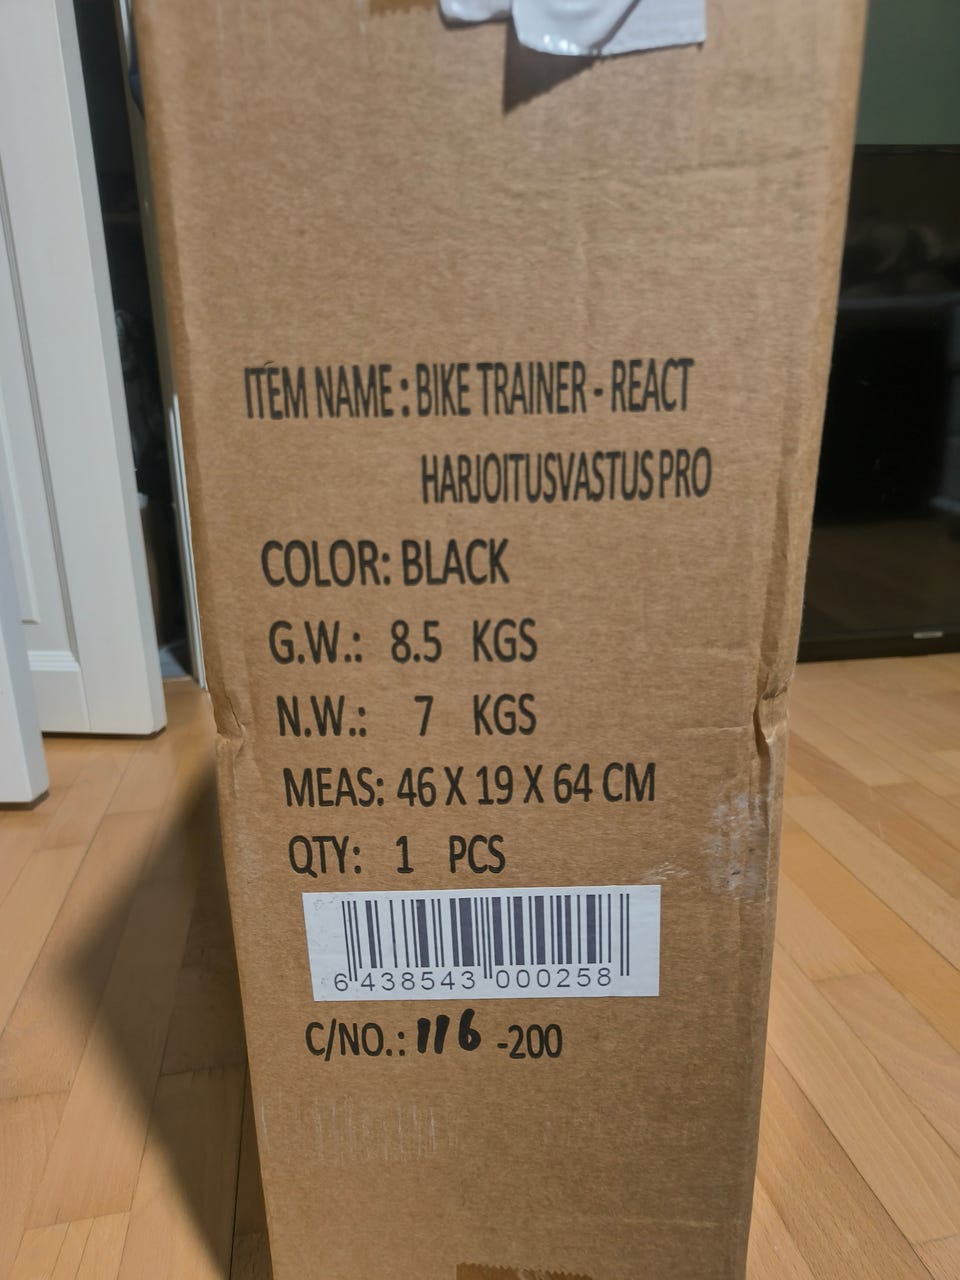 ITEM NAME : BIKE TRAINER - REACT
HARJOITUSVASTUS PRO
COLOR: BLACK
G.W.: 8.5 KGS
N.W.: 7 KGS
MEAS: 46 X 19 X 64 CM
QTY: 1 PCS
6 438543 000258
C/NO.: 116 -200